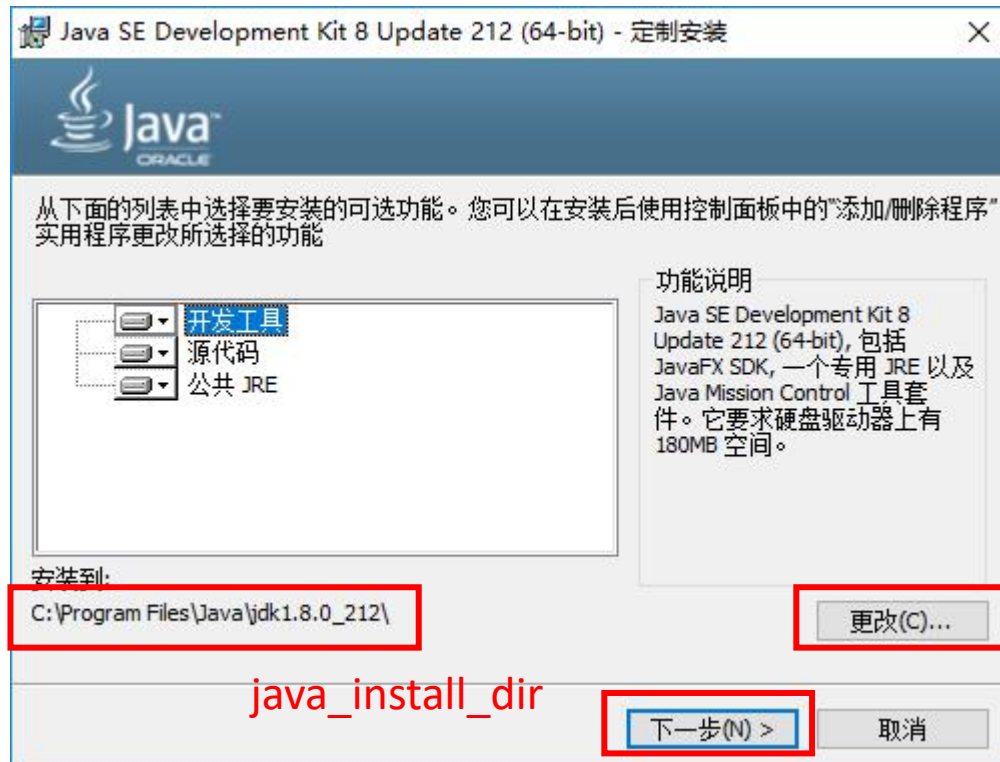 Java SE Development Kit 8 Update 212 (64-bit) - 定制安装
Java™
ORACLE
从下面的列表中选择要安装的可选功能。您可以在安装后使用控制面板中的"添加/删除程序"
实用程序更改所选择的功能
开发工具
源代码
公共 JRE
功能说明
Java SE Development Kit 8
Update 212 (64-bit), 包括
JavaFX SDK, 一个专用 JRE 以及
Java Mission Control 工具套
件。它要求硬盘驱动器上有
180MB 空间。
安装到:
C:\Program Files\Java\jdk1.8.0_212\
更改(C)...
java_install_dir
下一步(N) >
取消